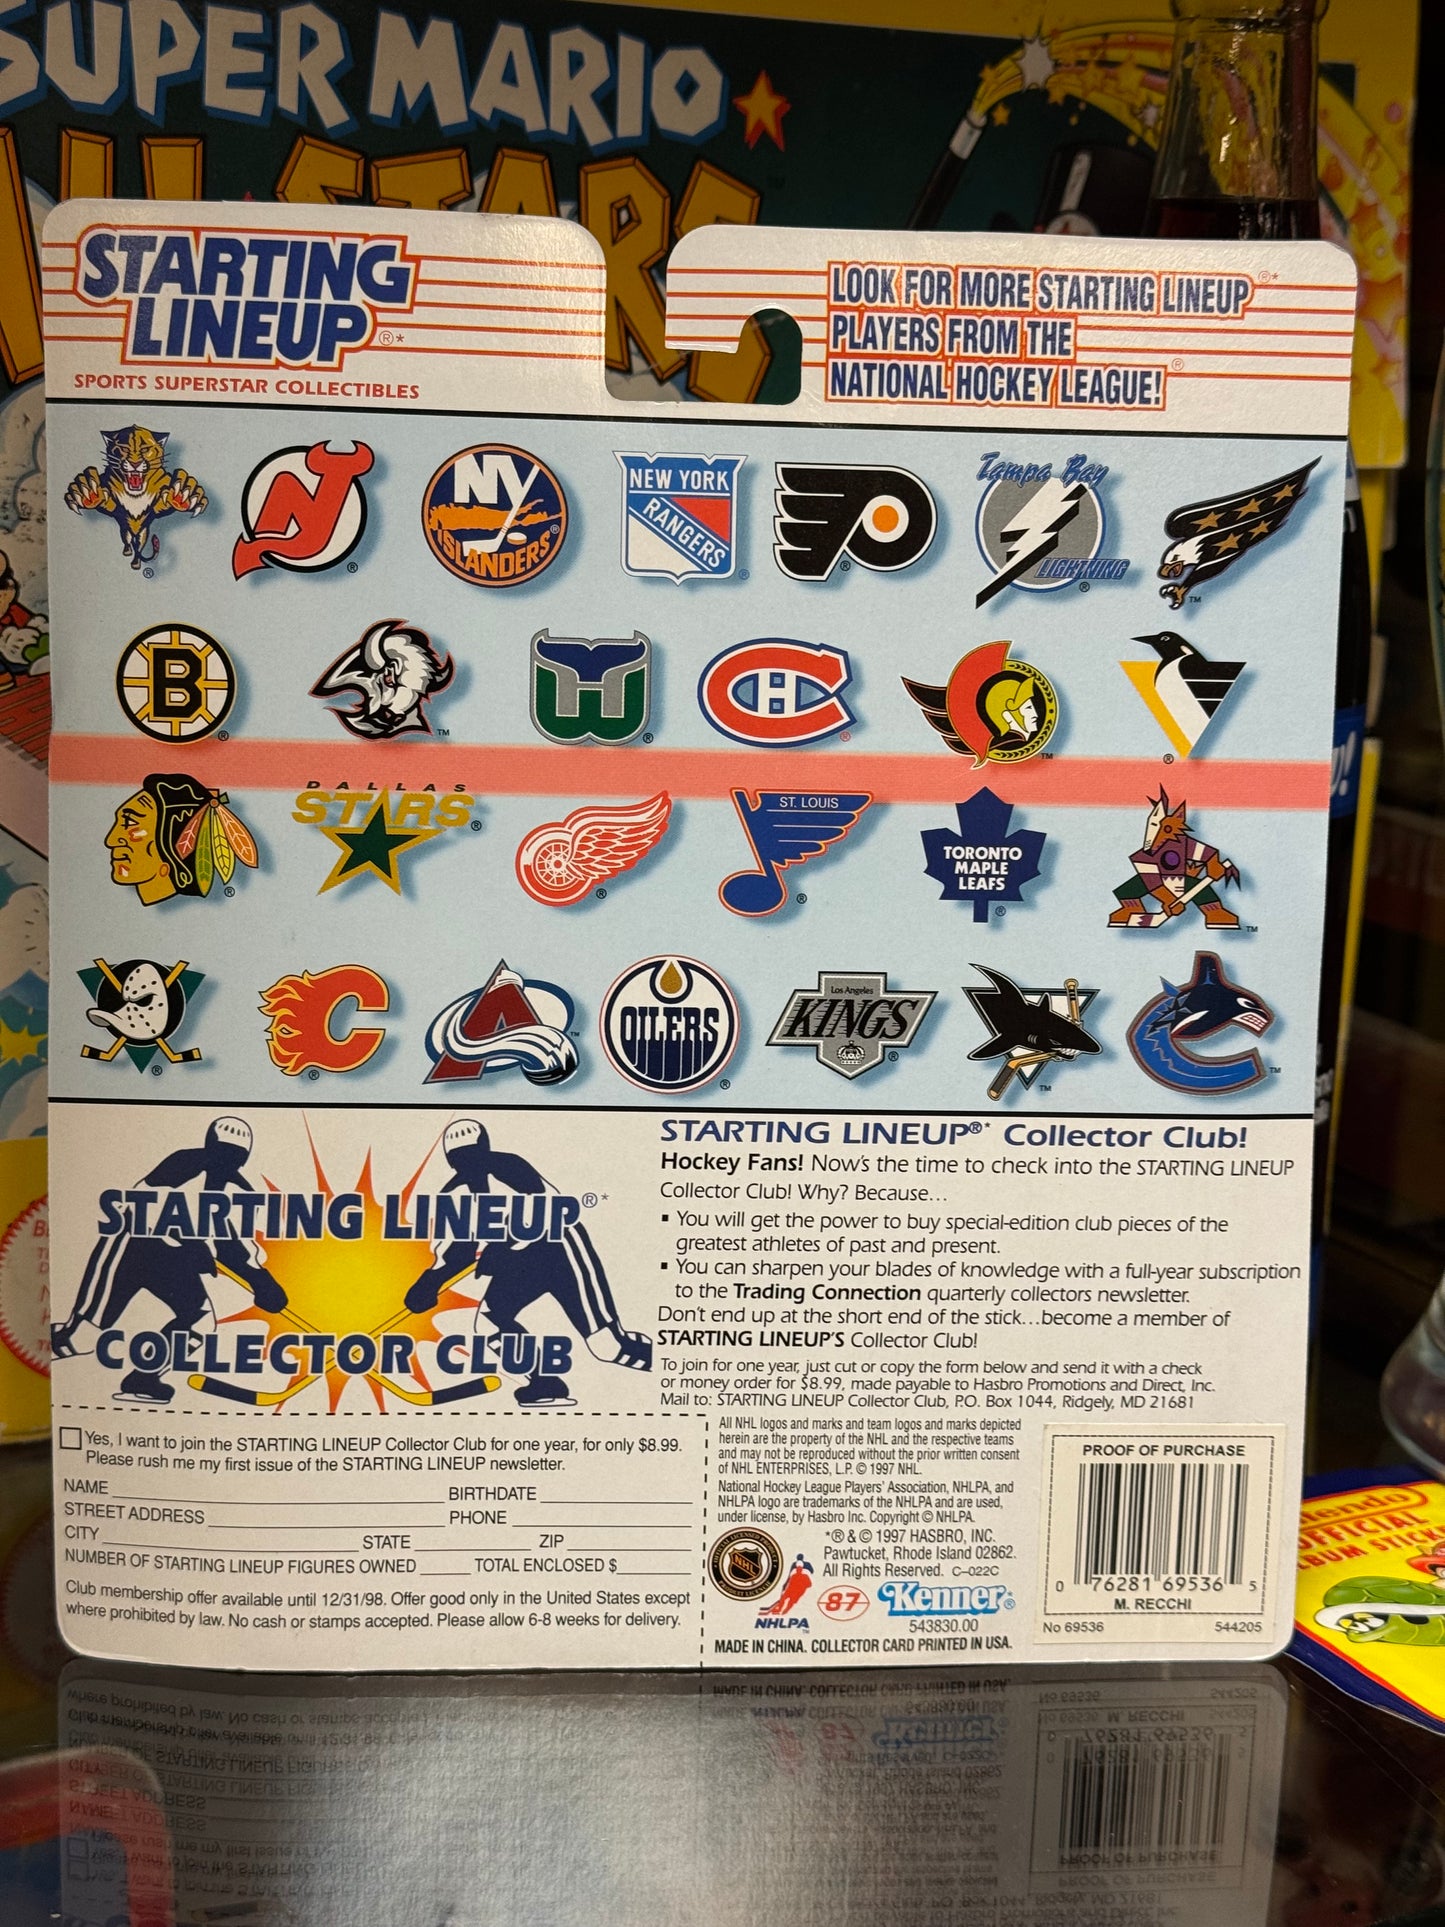 SUPER MARIO
ALL STARS
STARTING
LINEUP®*
SPORTS SUPERSTAR COLLECTIBLES
LOOK FOR MORE STARTING LINEUP®*
PLAYERS FROM THE
NATIONAL HOCKEY LEAGUE!®
NY
ISLANDERS
NEW YORK
RANGERS
Tampa Bay
LIGHTNING
B
DALLAS
STARS
ST. LOUIS
TORONTO
MAPLE
LEAFS
OILERS
Los Angeles
KINGS
STARTING LINEUP®*
COLLECTOR CLUB
STARTING LINEUP®* Collector Club!
Hockey Fans! Now's the time to check into the STARTING LINEUP
Collector Club! Why? Because...
▪ You will get the power to buy special-edition club pieces of the
greatest athletes of past and present.
▪ You can sharpen your blades of knowledge with a full-year subscription
to the Trading Connection quarterly collectors newsletter.
Don't end up at the short end of the stick...become a member of
STARTING LINEUP'S Collector Club!
To join for one year, just cut or copy the form below and send it with a check
or money order for $8.99, made payable to Hasbro Promotions and Direct, Inc.
Mail to: STARTING LINEUP Collector Club, P.O. Box 1044, Ridgely, MD 21681
Yes, I want to join the STARTING LINEUP Collector Club for one year, for only $8.99.
Please rush me my first issue of the STARTING LINEUP newsletter.
NAME BIRTHDATE
STREET ADDRESS PHONE
CITY STATE ZIP
NUMBER OF STARTING LINEUP FIGURES OWNED TOTAL ENCLOSED $
Club membership offer available until 12/31/98. Offer good only in the United States except
where prohibited by law. No cash or stamps accepted. Please allow 6-8 weeks for delivery.
All NHL logos and marks and team logos and marks depicted
herein are the property of the NHL and the respective teams
and may not be reproduced without the prior written consent
of NHL ENTERPRISES, L.P. © 1997 NHL.
National Hockey League Players' Association, NHLPA, and
NHLPA logo are trademarks of the NHLPA and are used,
under license, by Hasbro Inc. Copyright © NHLPA.
*® & © 1997 HASBRO, INC.
Pawtucket, Rhode Island 02862.
All Rights Reserved. C-022C
NHL
NHLPA
87
Kenner®*
543830.00
MADE IN CHINA. COLLECTOR CARD PRINTED IN USA.
PROOF OF PURCHASE
0 76281 69536 5
M. RECCHI
No 69536 544205